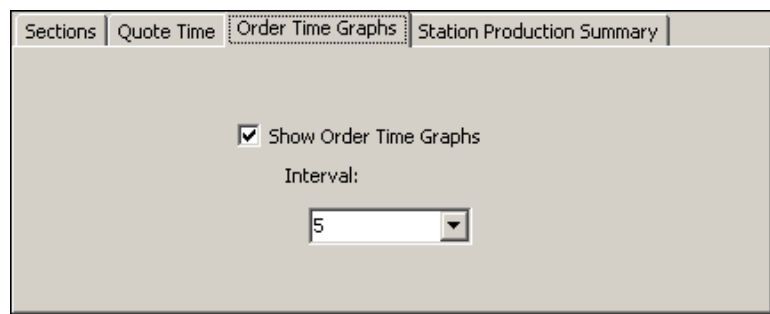 Sections Quote Time Order Time Graphs Station Production Summary
Show Order Time Graphs
Interval:
5